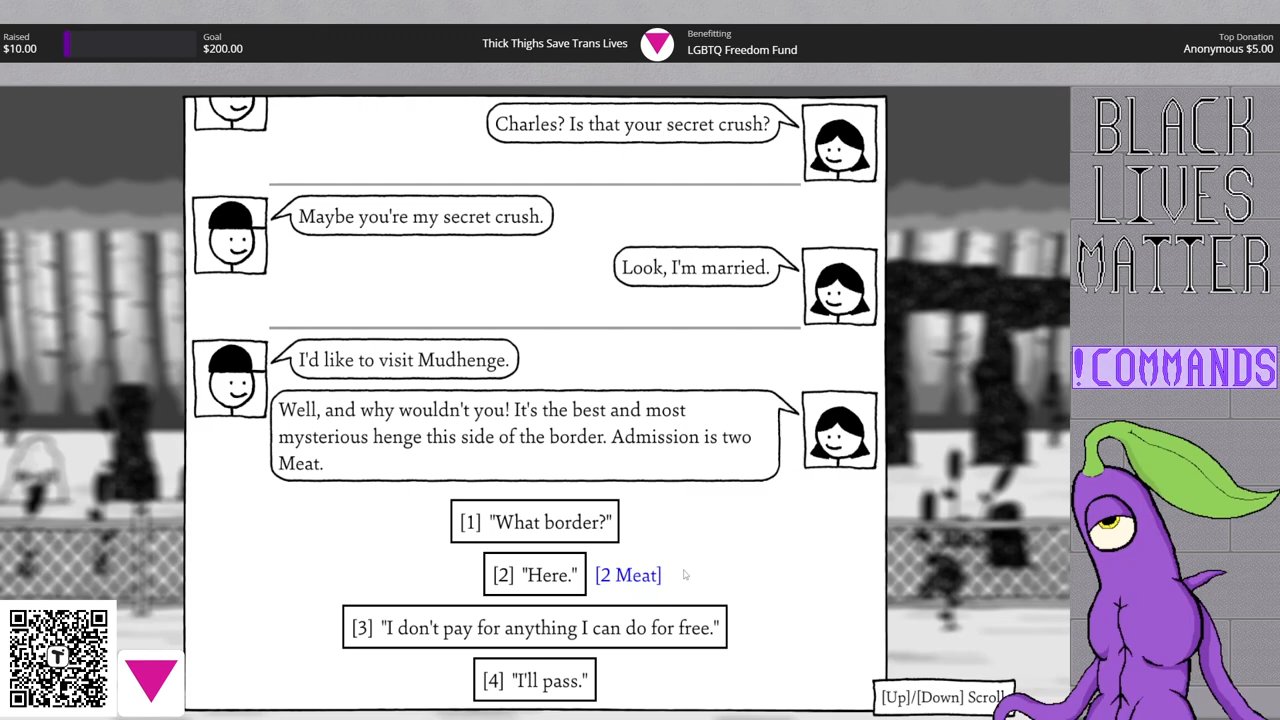 Raised
$10.00
Goal
$200.00
Thick Thighs Save Trans Lives
Benefitting
LGBTQ Freedom Fund
Top Donation
Anonymous $5.00
Charles? Is that your secret crush?
Maybe you're my secret crush.
Look, I'm married.
I'd like to visit Mudhenge.
Well, and why wouldn't you! It's the best and most
mysterious henge this side of the border. Admission is two
Meat.
[1] "What border?"
[2] "Here." [2 Meat]
[3] "I don't pay for anything I can do for free."
[4] "I'll pass."
[Up]/[Down] Scroll
BLACK
LIVES
MATTER
!COMMANDS
T